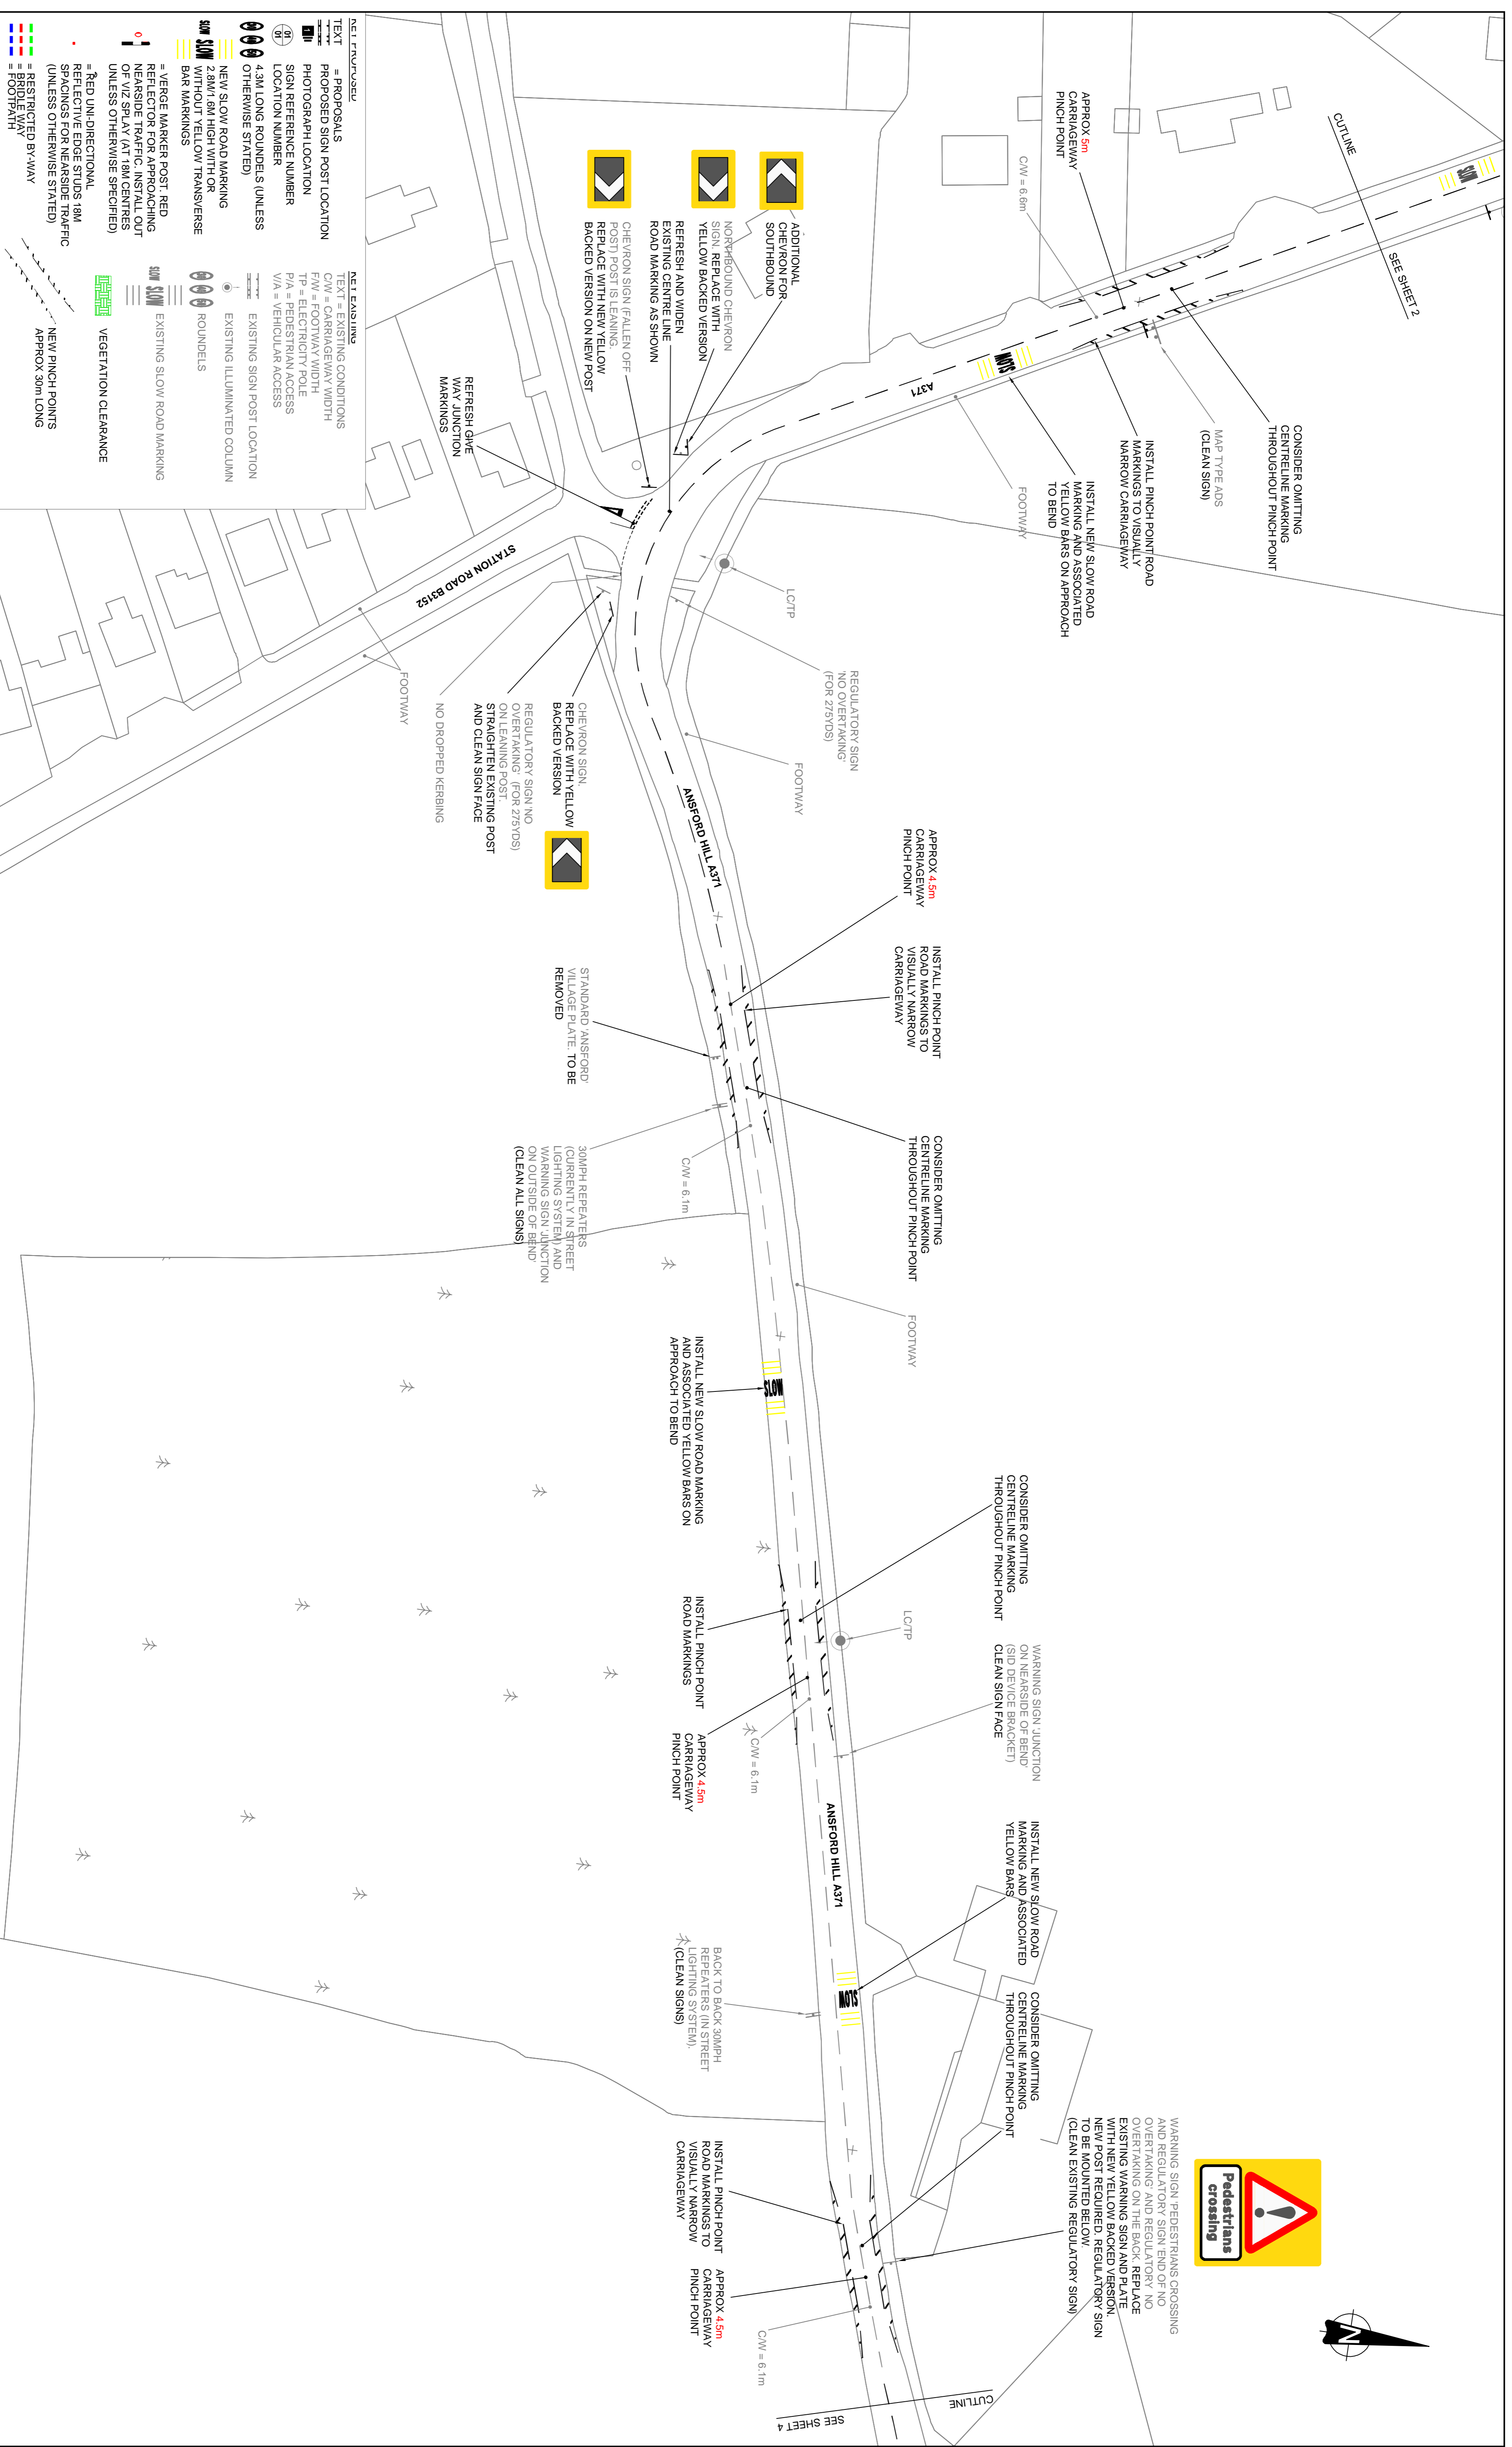 CUTLINE
SEE SHEET 2
SLOW
APPROX 5m
CARRIAGEWAY
PINCH POINT
C/W = 6.6m
CONSIDER OMITTING
CENTRELINE MARKING
THROUGHOUT PINCH POINT
MAP TYPE ADS
(CLEAN SIGN)
INSTALL PINCH POINT ROAD
MARKINGS TO VISUALLY
NARROW CARRIAGEWAY
INSTALL NEW SLOW ROAD
MARKING AND ASSOCIATED
YELLOW BARS ON APPROACH
TO BEND
SLOW
A371
FOOTWAY
ADDITIONAL
CHEVRON FOR
SOUTHBOUND
NORTHBOUND CHEVRON
SIGN. REPLACE WITH
YELLOW BACKED VERSION
REFRESH AND WIDEN
EXISTING CENTRE LINE
ROAD MARKING AS SHOWN
CHEVRON SIGN (FALLEN OFF
POST) POST IS LEANING.
REPLACE WITH NEW YELLOW
BACKED VERSION ON NEW POST
REFRESH GIVE
WAY JUNCTION
MARKINGS
LC/TP
STATION ROAD B3152
FOOTWAY
REGULATORY SIGN
'NO OVERTAKING'
(FOR 275YDS)
FOOTWAY
CHEVRON SIGN.
REPLACE WITH YELLOW
BACKED VERSION
REGULATORY SIGN 'NO
OVERTAKING' (FOR 275YDS)
ON LEANING POST.
STRAIGHTEN EXISTING POST
AND CLEAN SIGN FACE
NO DROPPED KERBING
ANSFORD HILL A371
APPROX 4.5m
CARRIAGEWAY
PINCH POINT
INSTALL PINCH POINT
ROAD MARKINGS TO
VISUALLY NARROW
CARRIAGEWAY
CONSIDER OMITTING
CENTRELINE MARKING
THROUGHOUT PINCH POINT
STANDARD 'ANSFORD'
VILLAGE PLATE. TO BE
REMOVED
C/W = 6.1m
30MPH REPEATERS
(CURRENTLY IN STREET
LIGHTING SYSTEM) AND
WARNING SIGN 'JUNCTION
ON OUTSIDE OF BEND'
(CLEAN ALL SIGNS)
FOOTWAY
SLOW
INSTALL NEW SLOW ROAD MARKING
AND ASSOCIATED YELLOW BARS ON
APPROACH TO BEND
CONSIDER OMITTING
CENTRELINE MARKING
THROUGHOUT PINCH POINT
LC/TP
INSTALL PINCH POINT
ROAD MARKINGS
WARNING SIGN 'JUNCTION
ON NEARSIDE OF BEND'
(SID DEVICE BRACKET)
CLEAN SIGN FACE
APPROX 4.5m
CARRIAGEWAY
PINCH POINT
C/W = 6.1m
ANSFORD HILL A371
INSTALL NEW SLOW ROAD
MARKING AND ASSOCIATED
YELLOW BARS
SLOW
BACK TO BACK 30MPH
REPEATERS (IN STREET
LIGHTING SYSTEM).
(CLEAN SIGNS)
CONSIDER OMITTING
CENTRELINE MARKING
THROUGHOUT PINCH POINT
Pedestrians
crossing
WARNING SIGN 'PEDESTRIANS CROSSING
AND REGULATORY SIGN 'END OF NO
OVERTAKING' AND REGULATORY 'NO
OVERTAKING ON THE BACK. REPLACE
EXISTING WARNING SIGN AND PLATE
WITH NEW YELLOW BACKED VERSION.
NEW POST REQUIRED. REGULATORY SIGN
TO BE MOUNTED BELOW.
(CLEAN EXISTING REGULATORY SIGN)
INSTALL PINCH POINT
ROAD MARKINGS TO
VISUALLY NARROW
CARRIAGEWAY
APPROX 4.5m
CARRIAGEWAY
PINCH POINT
C/W = 6.1m
CUTLINE
SEE SHEET 4
N
KEY PROPOSED
TEXT = PROPOSALS
PROPOSED SIGN POST LOCATION
1
PHOTOGRAPH LOCATION
01
01
SIGN REFERENCE NUMBER
LOCATION NUMBER
4.3M LONG ROUNDELS (UNLESS
OTHERWISE STATED)
SLOW SLOW
NEW SLOW ROAD MARKING
2.8M/1.6M HIGH WITH OR
WITHOUT YELLOW TRANSVERSE
BAR MARKINGS
= VERGE MARKER POST. RED
REFLECTOR FOR APPROACHING
NEARSIDE TRAFFIC. INSTALL OUT
OF VIZ SPLAY (AT 18M CENTRES
UNLESS OTHERWISE SPECIFIED)
= RED UNI-DIRECTIONAL
REFLECTIVE EDGE STUDS 18M
SPACINGS FOR NEARSIDE TRAFFIC
(UNLESS OTHERWISE STATED)
= RESTRICTED BY-WAY
= BRIDLE WAY
= FOOTPATH
KEY EXISTING
TEXT = EXISTING CONDITIONS
C/W = CARRIAGEWAY WIDTH
F/W = FOOTWAY WIDTH
TP = ELECTRICITY POLE
P/A = PEDESTRIAN ACCESS
V/A = VEHICULAR ACCESS
EXISTING SIGN POST LOCATION
EXISTING ILLUMINATED COLUMN
ROUNDELS
SLOW SLOW
EXISTING SLOW ROAD MARKING
VEGETATION CLEARANCE
NEW PINCH POINTS
APPROX 30m LONG